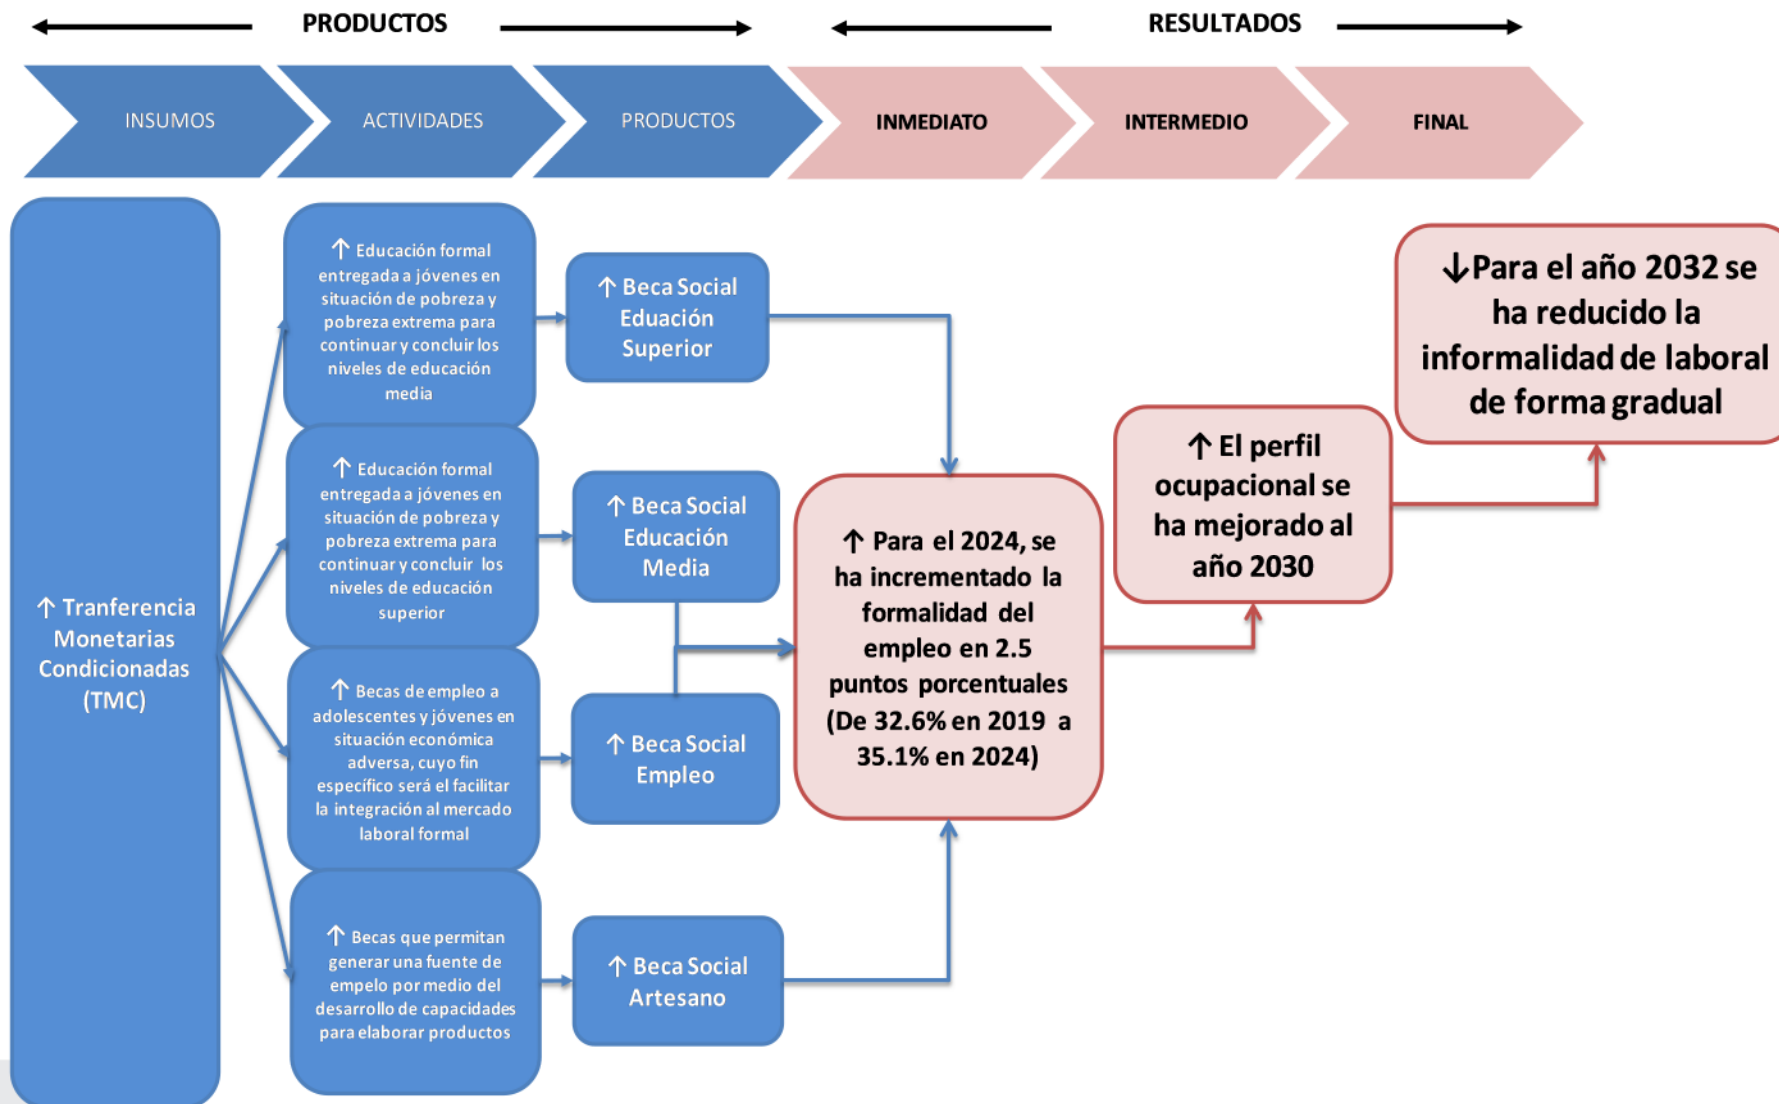 PRODUCTOS
RESULTADOS
INSUMOS
ACTIVIDADES
PRODUCTOS
INMEDIATO
INTERMEDIO
FINAL
↑ Tranferencia
Monetarias
Condicionadas
(TMC)
↑ Educación formal
entregada a jóvenes en
situación de pobreza y
pobreza extrema para
continuar y concluir los
niveles de educación
media
↑ Educación formal
entregada a jóvenes en
situación de pobreza y
pobreza extrema para
continuar y concluir los
niveles de educación
superior
↑ Becas de empleo a
adolescentes y jóvenes en
situación económica
adversa, cuyo fin
específico será el facilitar
la integración al mercado
laboral formal
↑ Becas que permitan
generar una fuente de
empelo por medio del
desarrollo de capacidades
para elaborar productos
↑ Beca Social
Eduación
Superior
↑ Beca Social
Educación
Media
↑ Beca Social
Empleo
↑ Beca Social
Artesano
↑ Para el 2024, se
ha incrementado la
formalidad del
empleo en 2.5
puntos porcentuales
(De 32.6% en 2019 a
35.1% en 2024)
↑ El perfil
ocupacional se
ha mejorado al
año 2030
↓Para el año 2032 se
ha reducido la
informalidad de laboral
de forma gradual